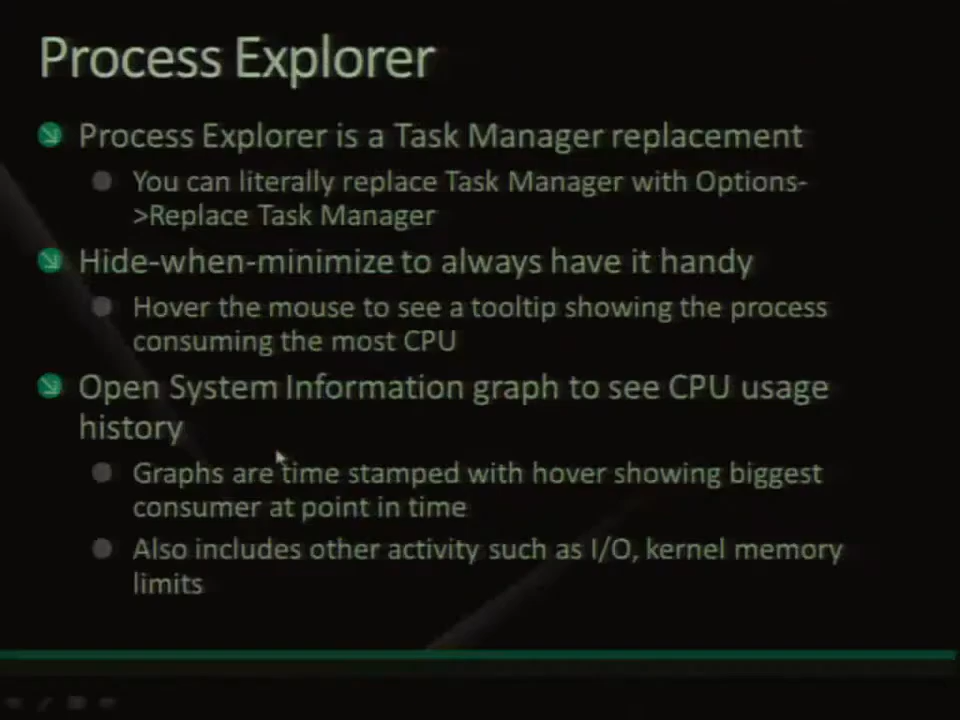 Process Explorer
Process Explorer is a Task Manager replacement
You can literally replace Task Manager with Options-
>Replace Task Manager
Hide-when-minimize to always have it handy
Hover the mouse to see a tooltip showing the process
consuming the most CPU
Open System Information graph to see CPU usage
history
Graphs are time stamped with hover showing biggest
consumer at point in time
Also includes other activity such as I/O, kernel memory
limits